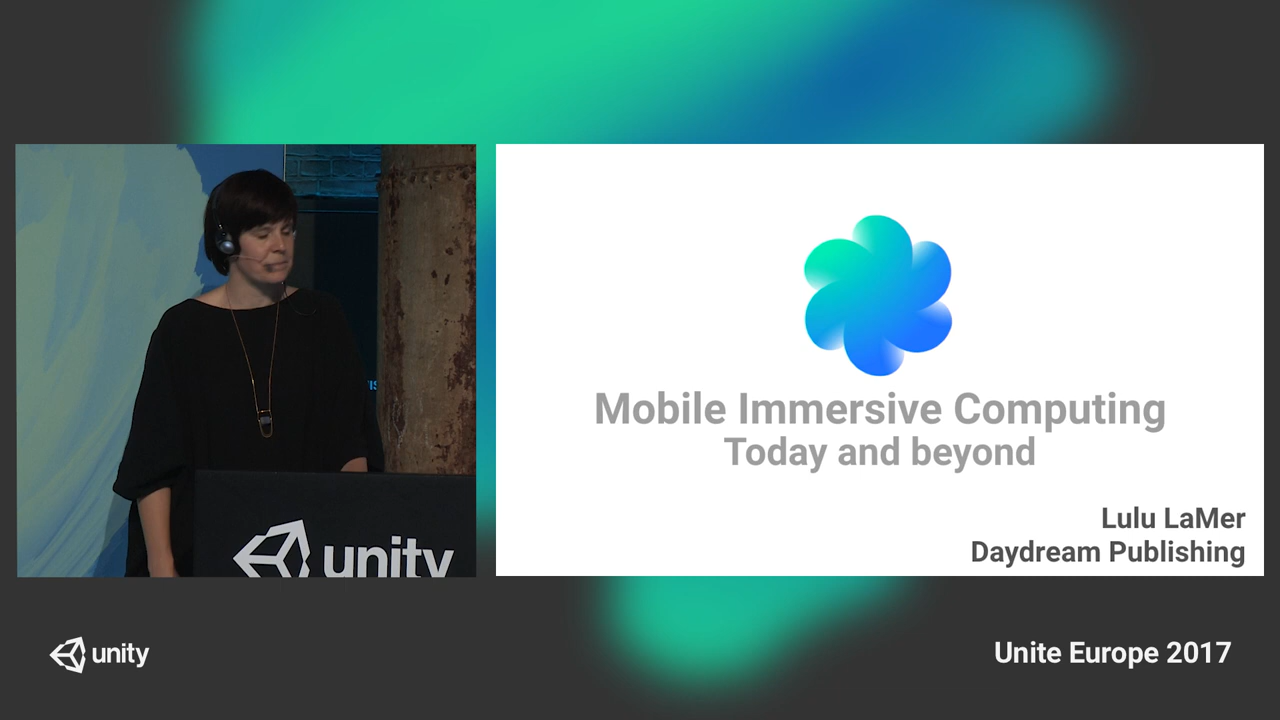 Mobile Immersive Computing
Today and beyond
Lulu LaMer
Daydream Publishing
unity
unity
Unite Europe 2017